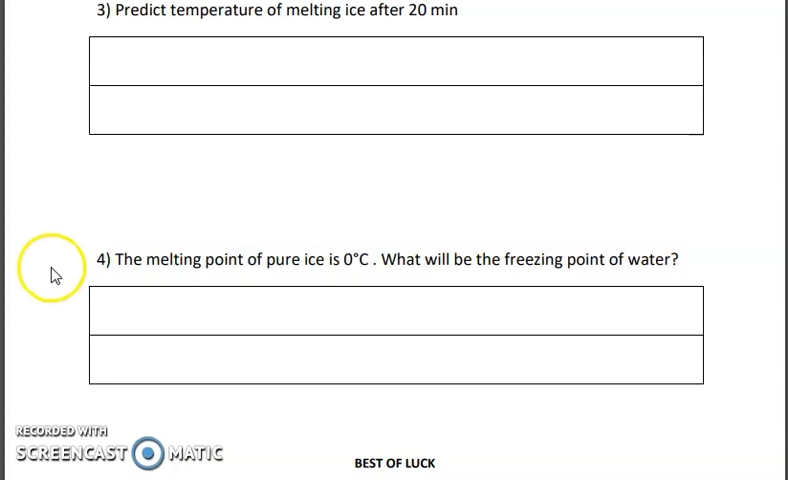 3) Predict temperature of melting ice after 20 min
4) The melting point of pure ice is 0°C . What will be the freezing point of water?
RECORDED WITH
SCREENCAST MATIC
BEST OF LUCK